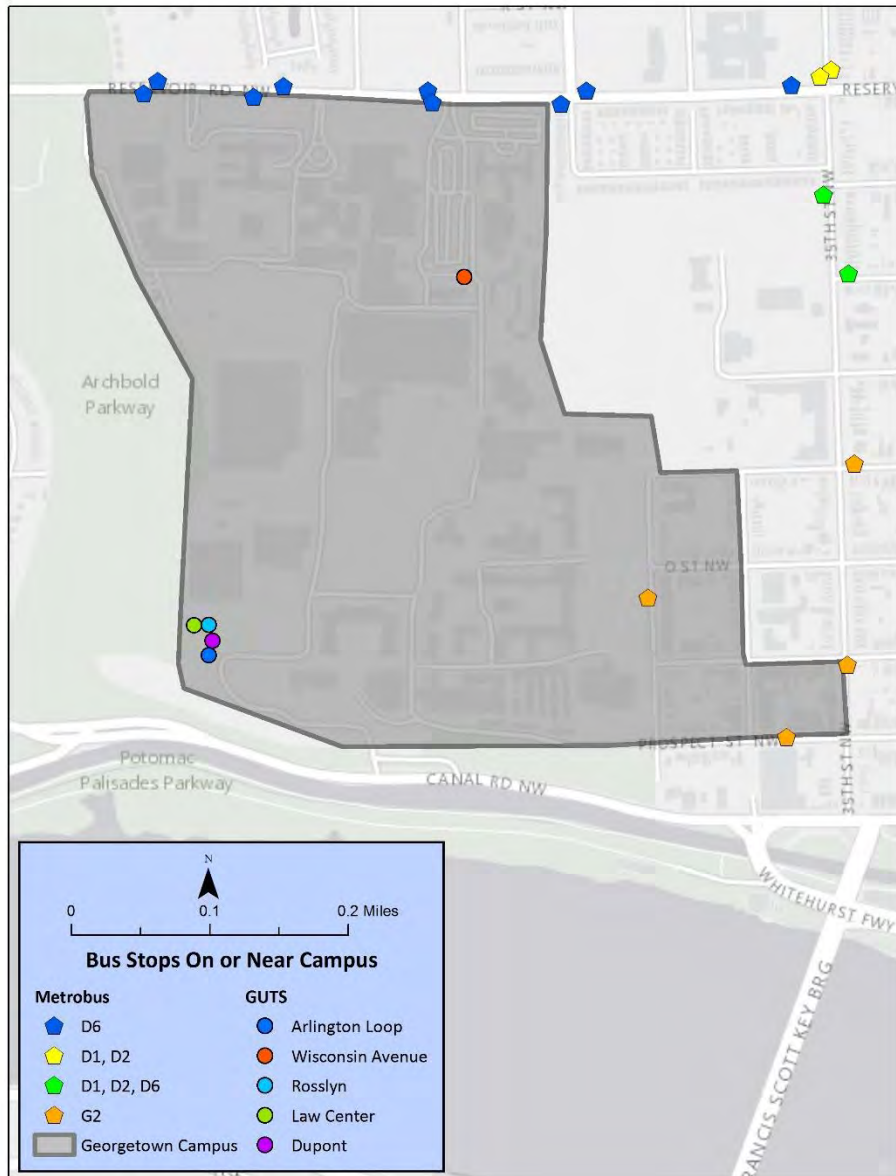 R ST NW
RESERVOIR RD NW
RESERV
35TH ST NW
Archbold
Parkway
O ST NW
PROSPECT ST NW
35TH ST NW
Potomac
Palisades Parkway
CANAL RD NW
WHITEHURST FWY
RANCIS SCOTT KEY BRG
N
0 0.1 0.2 Miles
Bus Stops On or Near Campus
Metrobus GUTS
D6 Arlington Loop
D1, D2 Wisconsin Avenue
D1, D2, D6 Rosslyn
G2 Law Center
Georgetown Campus Dupont